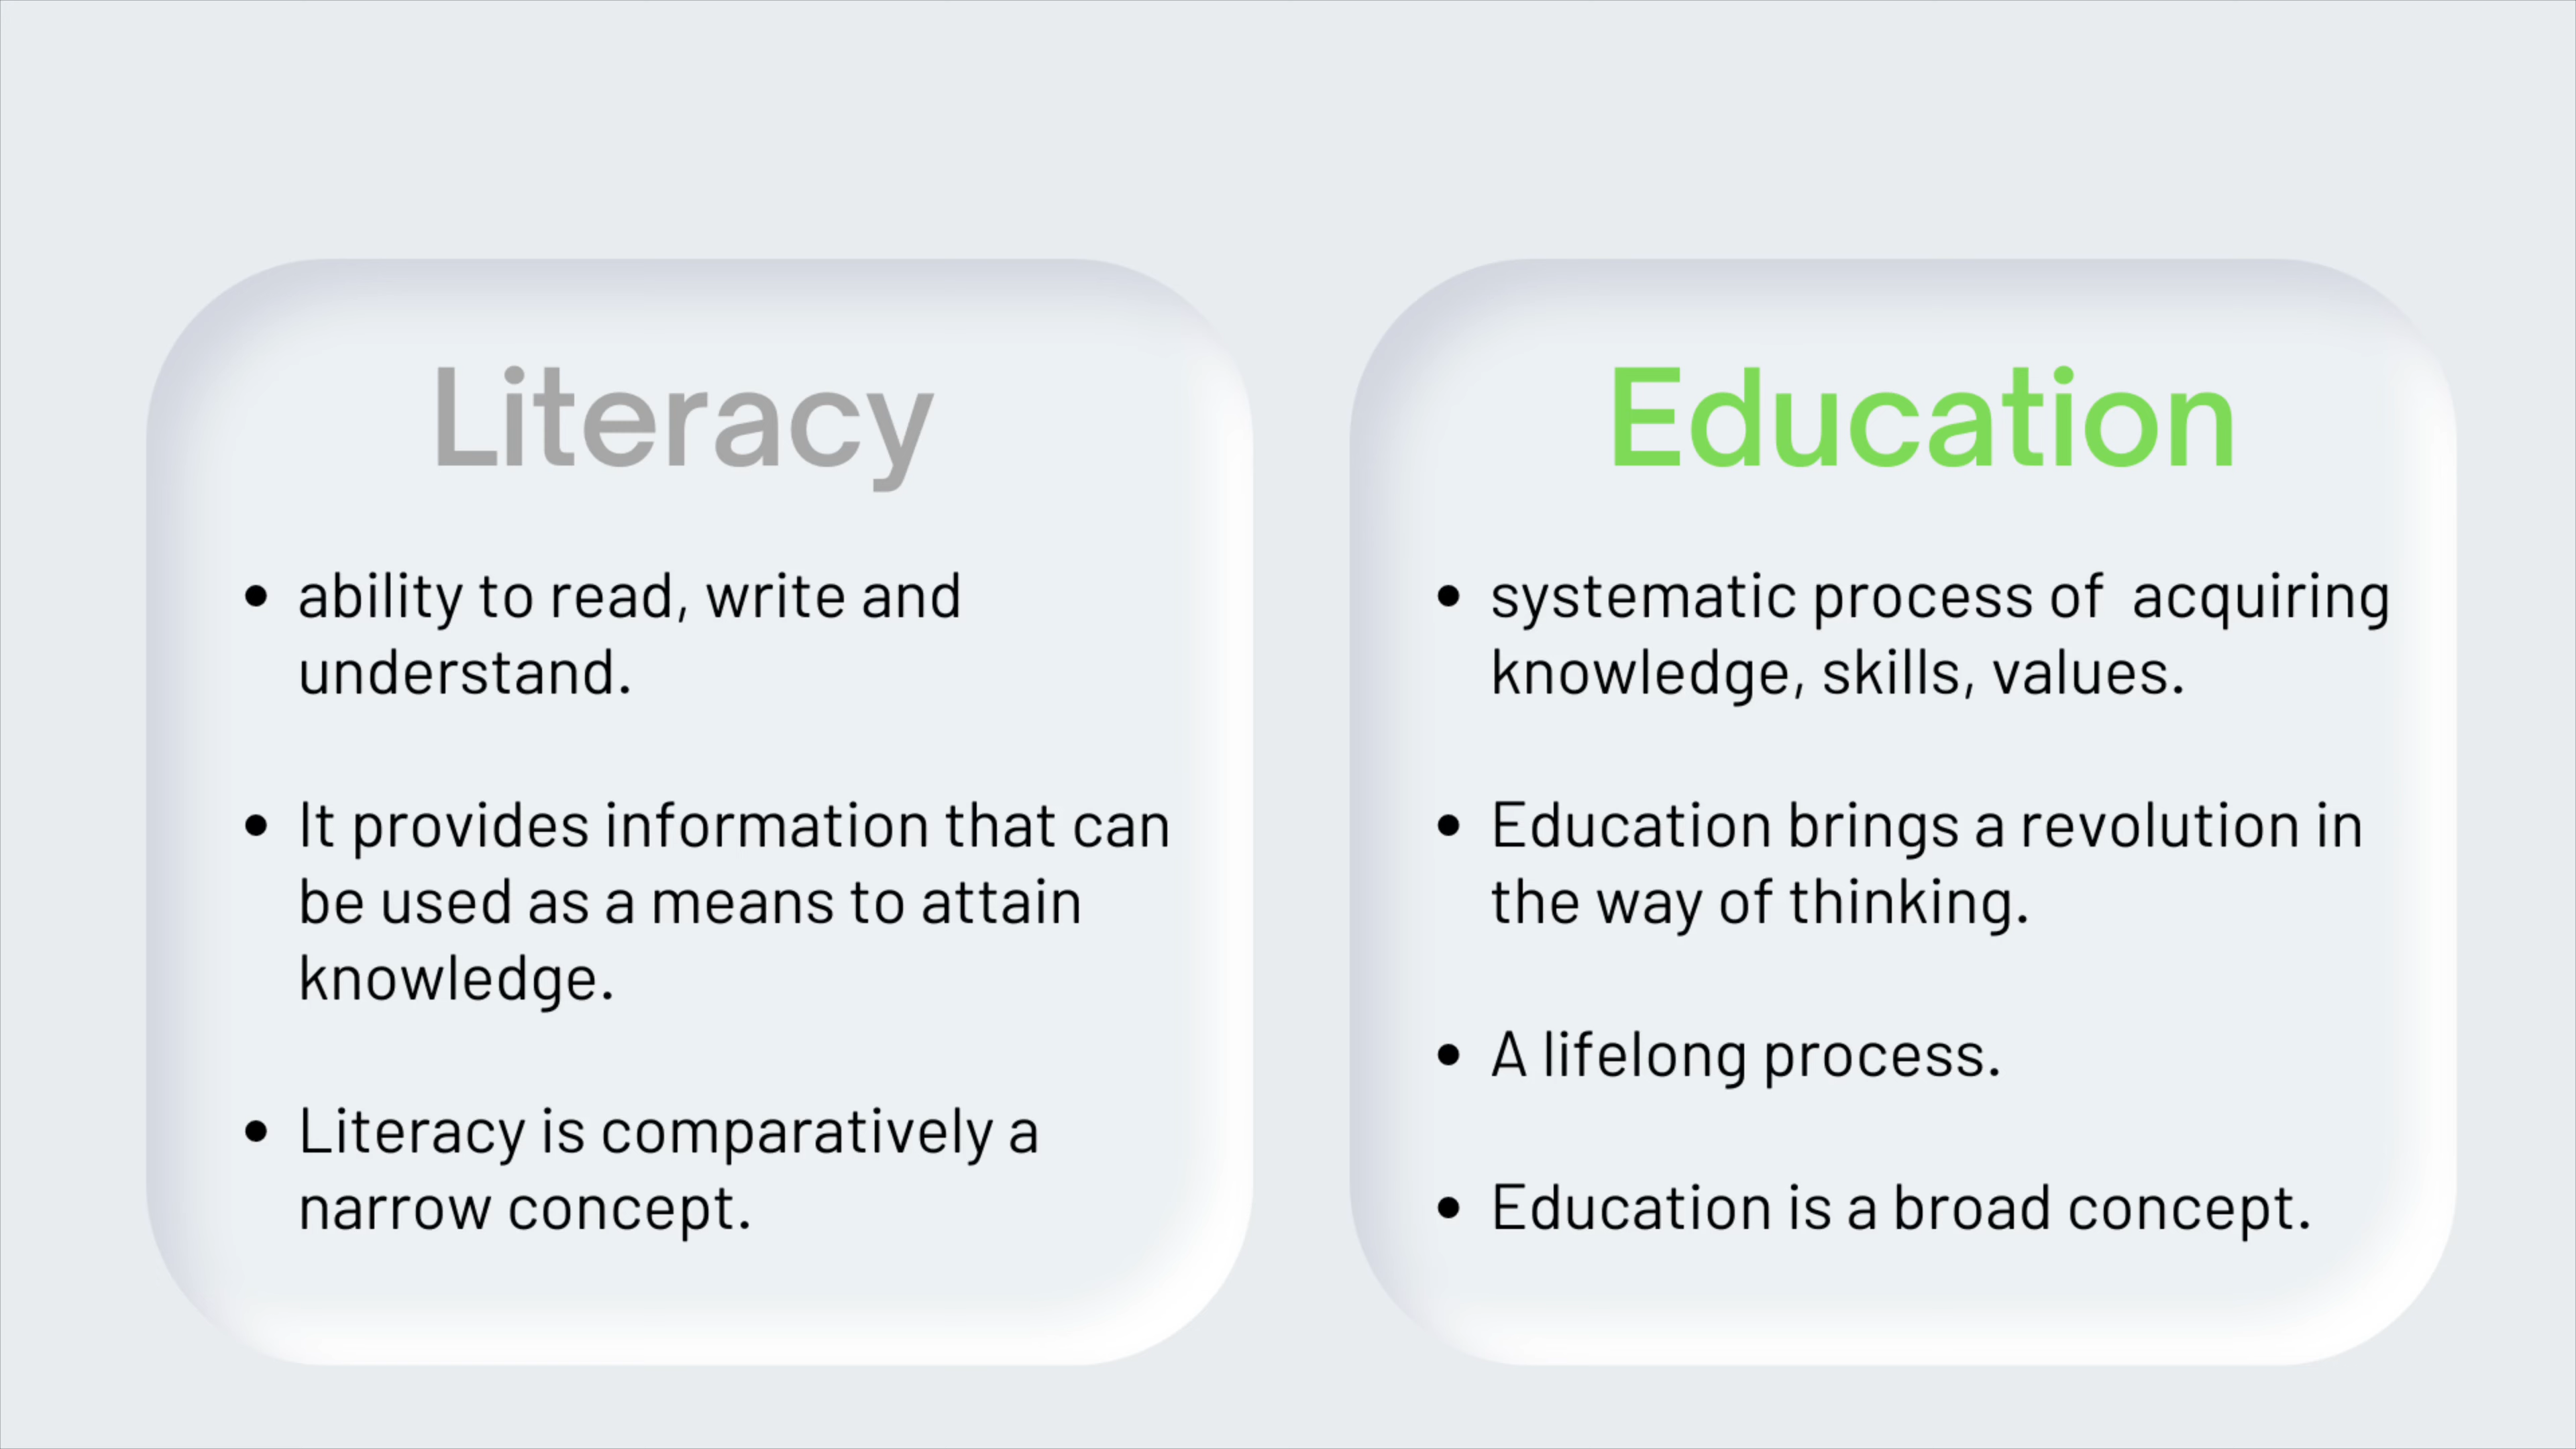 Literacy
• ability to read, write and
understand.
• It provides information that can
be used as a means to attain
knowledge.
• Literacy is comparatively a
narrow concept.
Education
• systematic process of  acquiring
knowledge, skills, values.
• Education brings a revolution in
the way of thinking.
• A lifelong process.
• Education is a broad concept.